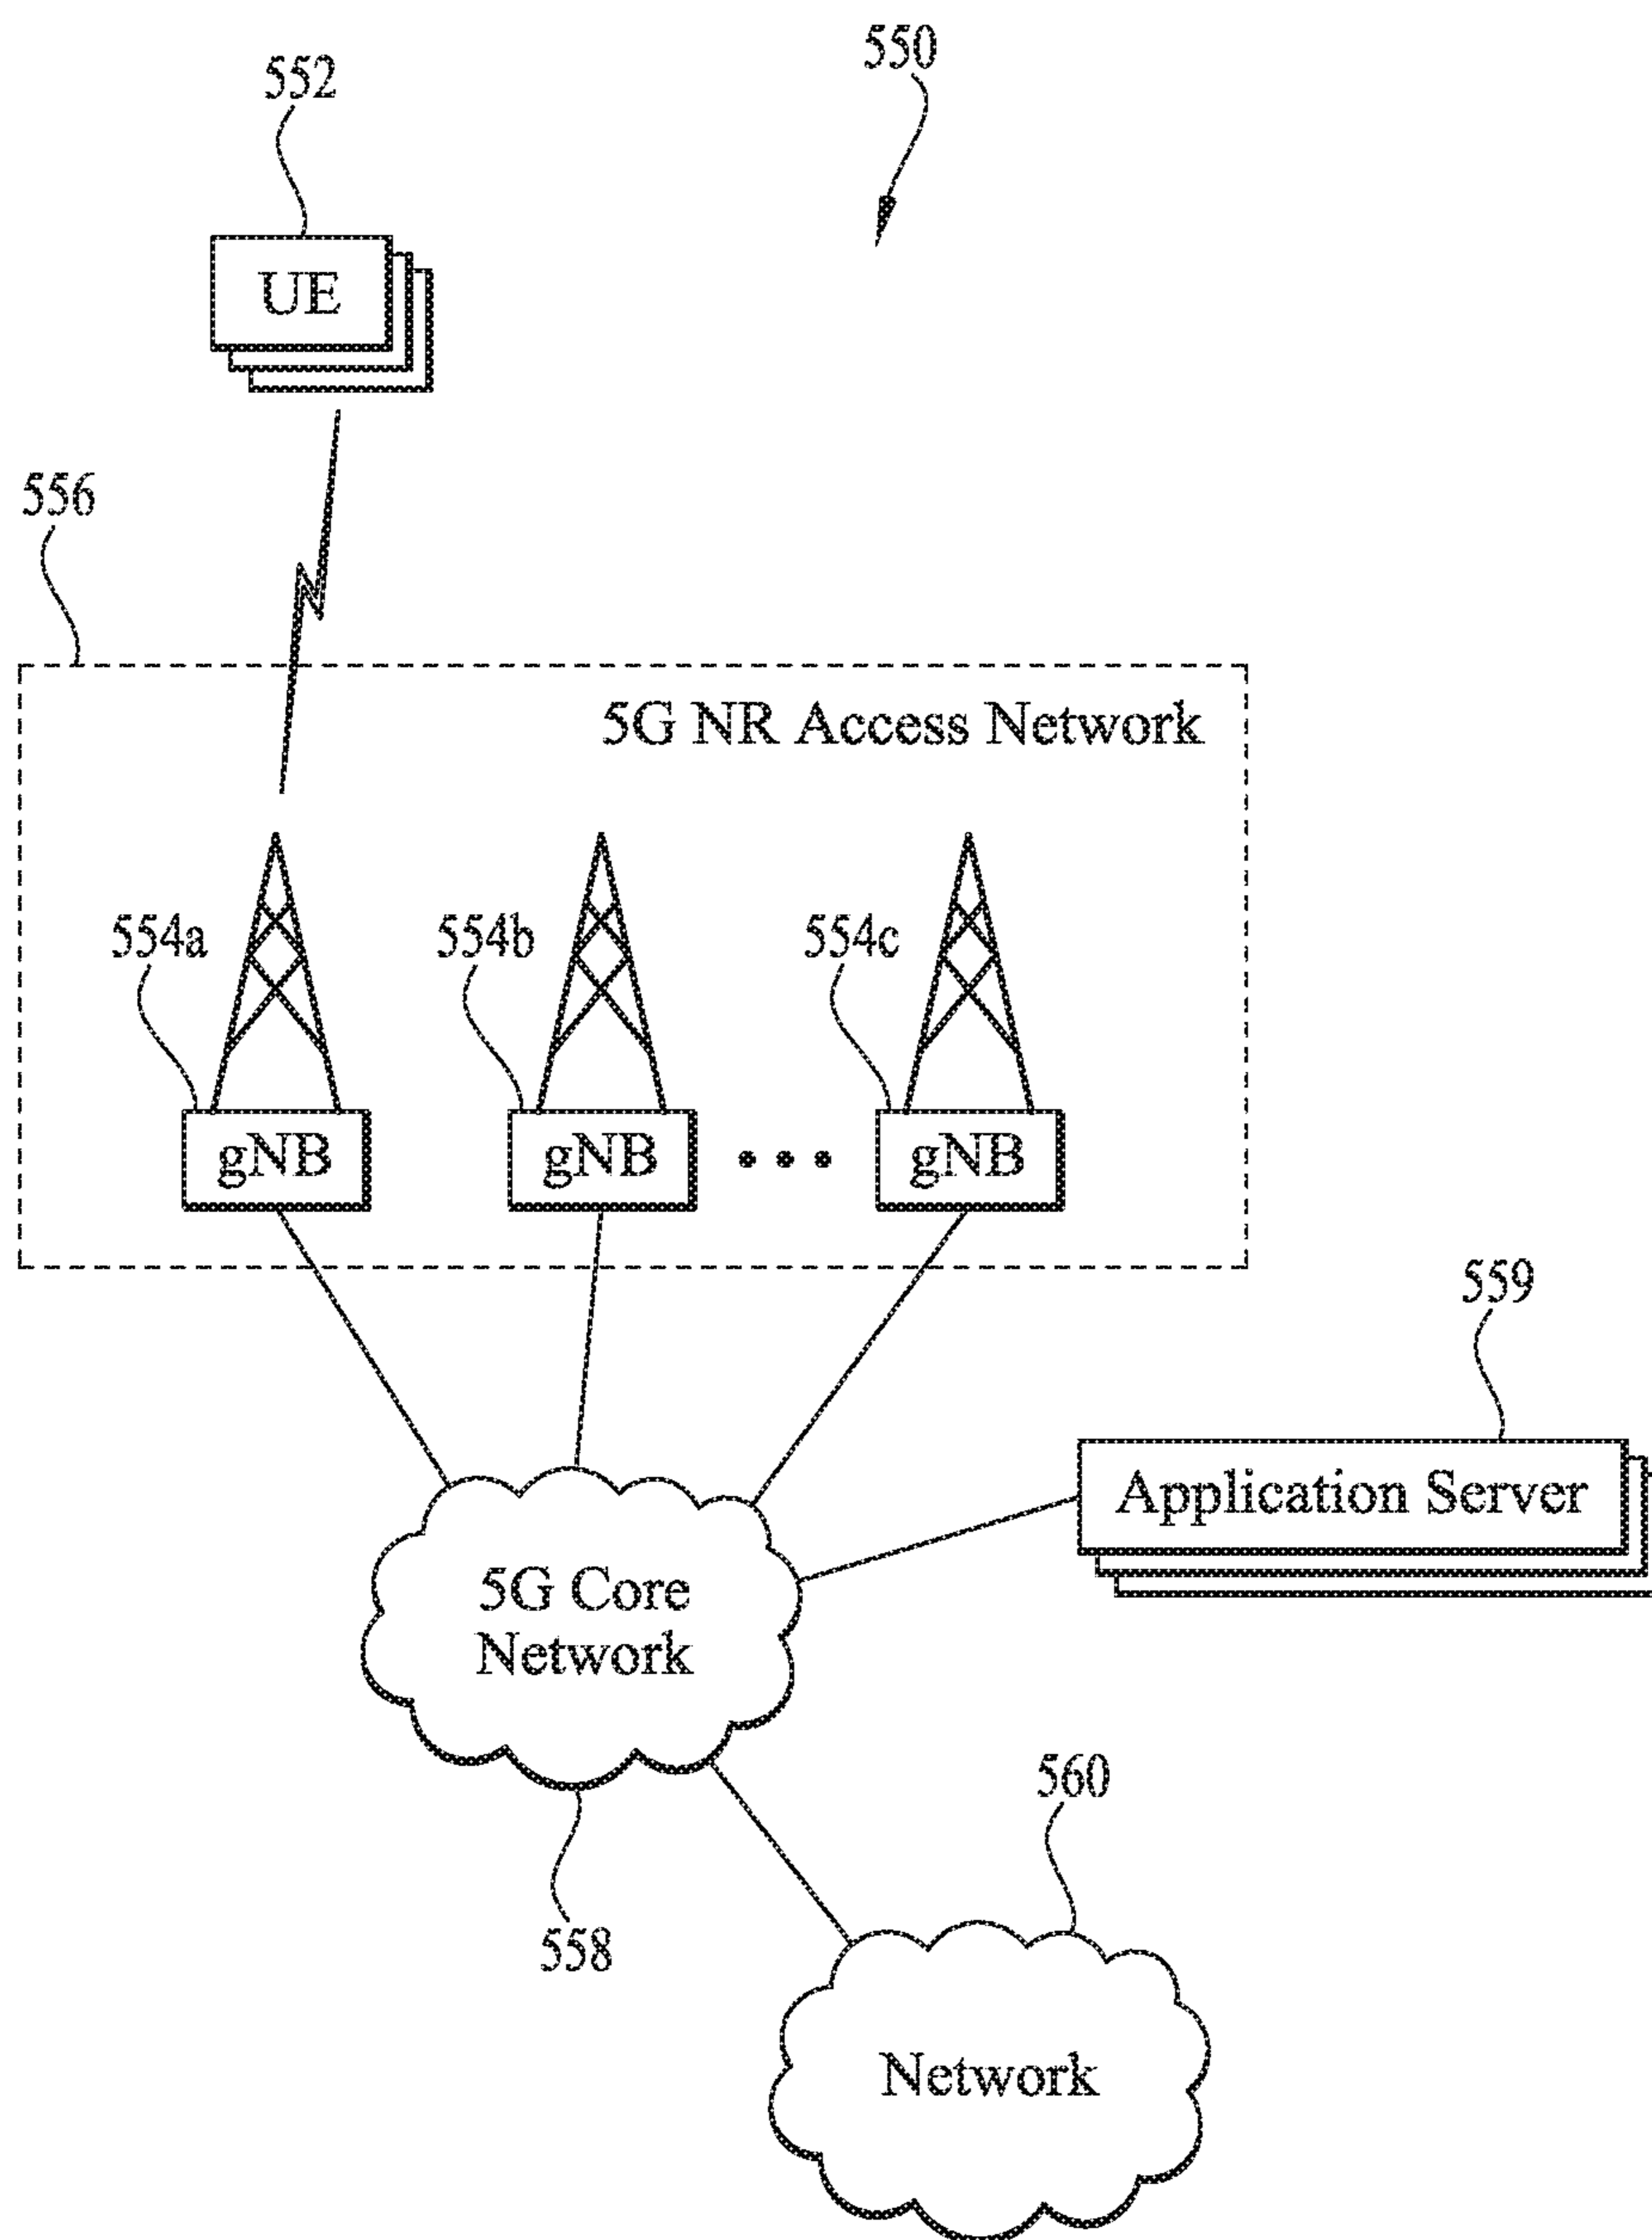 550
552
UE
556
5G NR Access Network
554a
554b
554c
gNB
gNB
gNB
559
Application Server
5G Core
Network
560
558
Network